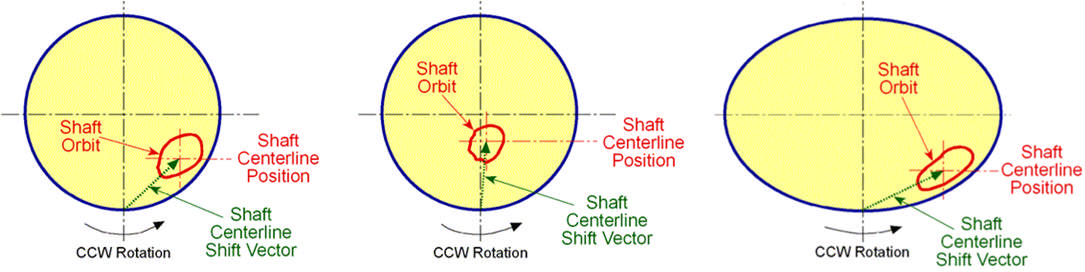 Shaft
Orbit
Shaft
Centerline
Position
Shaft
Centerline
Shift Vector
CCW Rotation
Shaft
Orbit
Shaft
Centerline
Position
Shaft
Centerline
Shift Vector
CCW Rotation
Shaft
Orbit
Shaft
Centerline
Position
Shaft
Centerline
Shift Vector
CCW Rotation